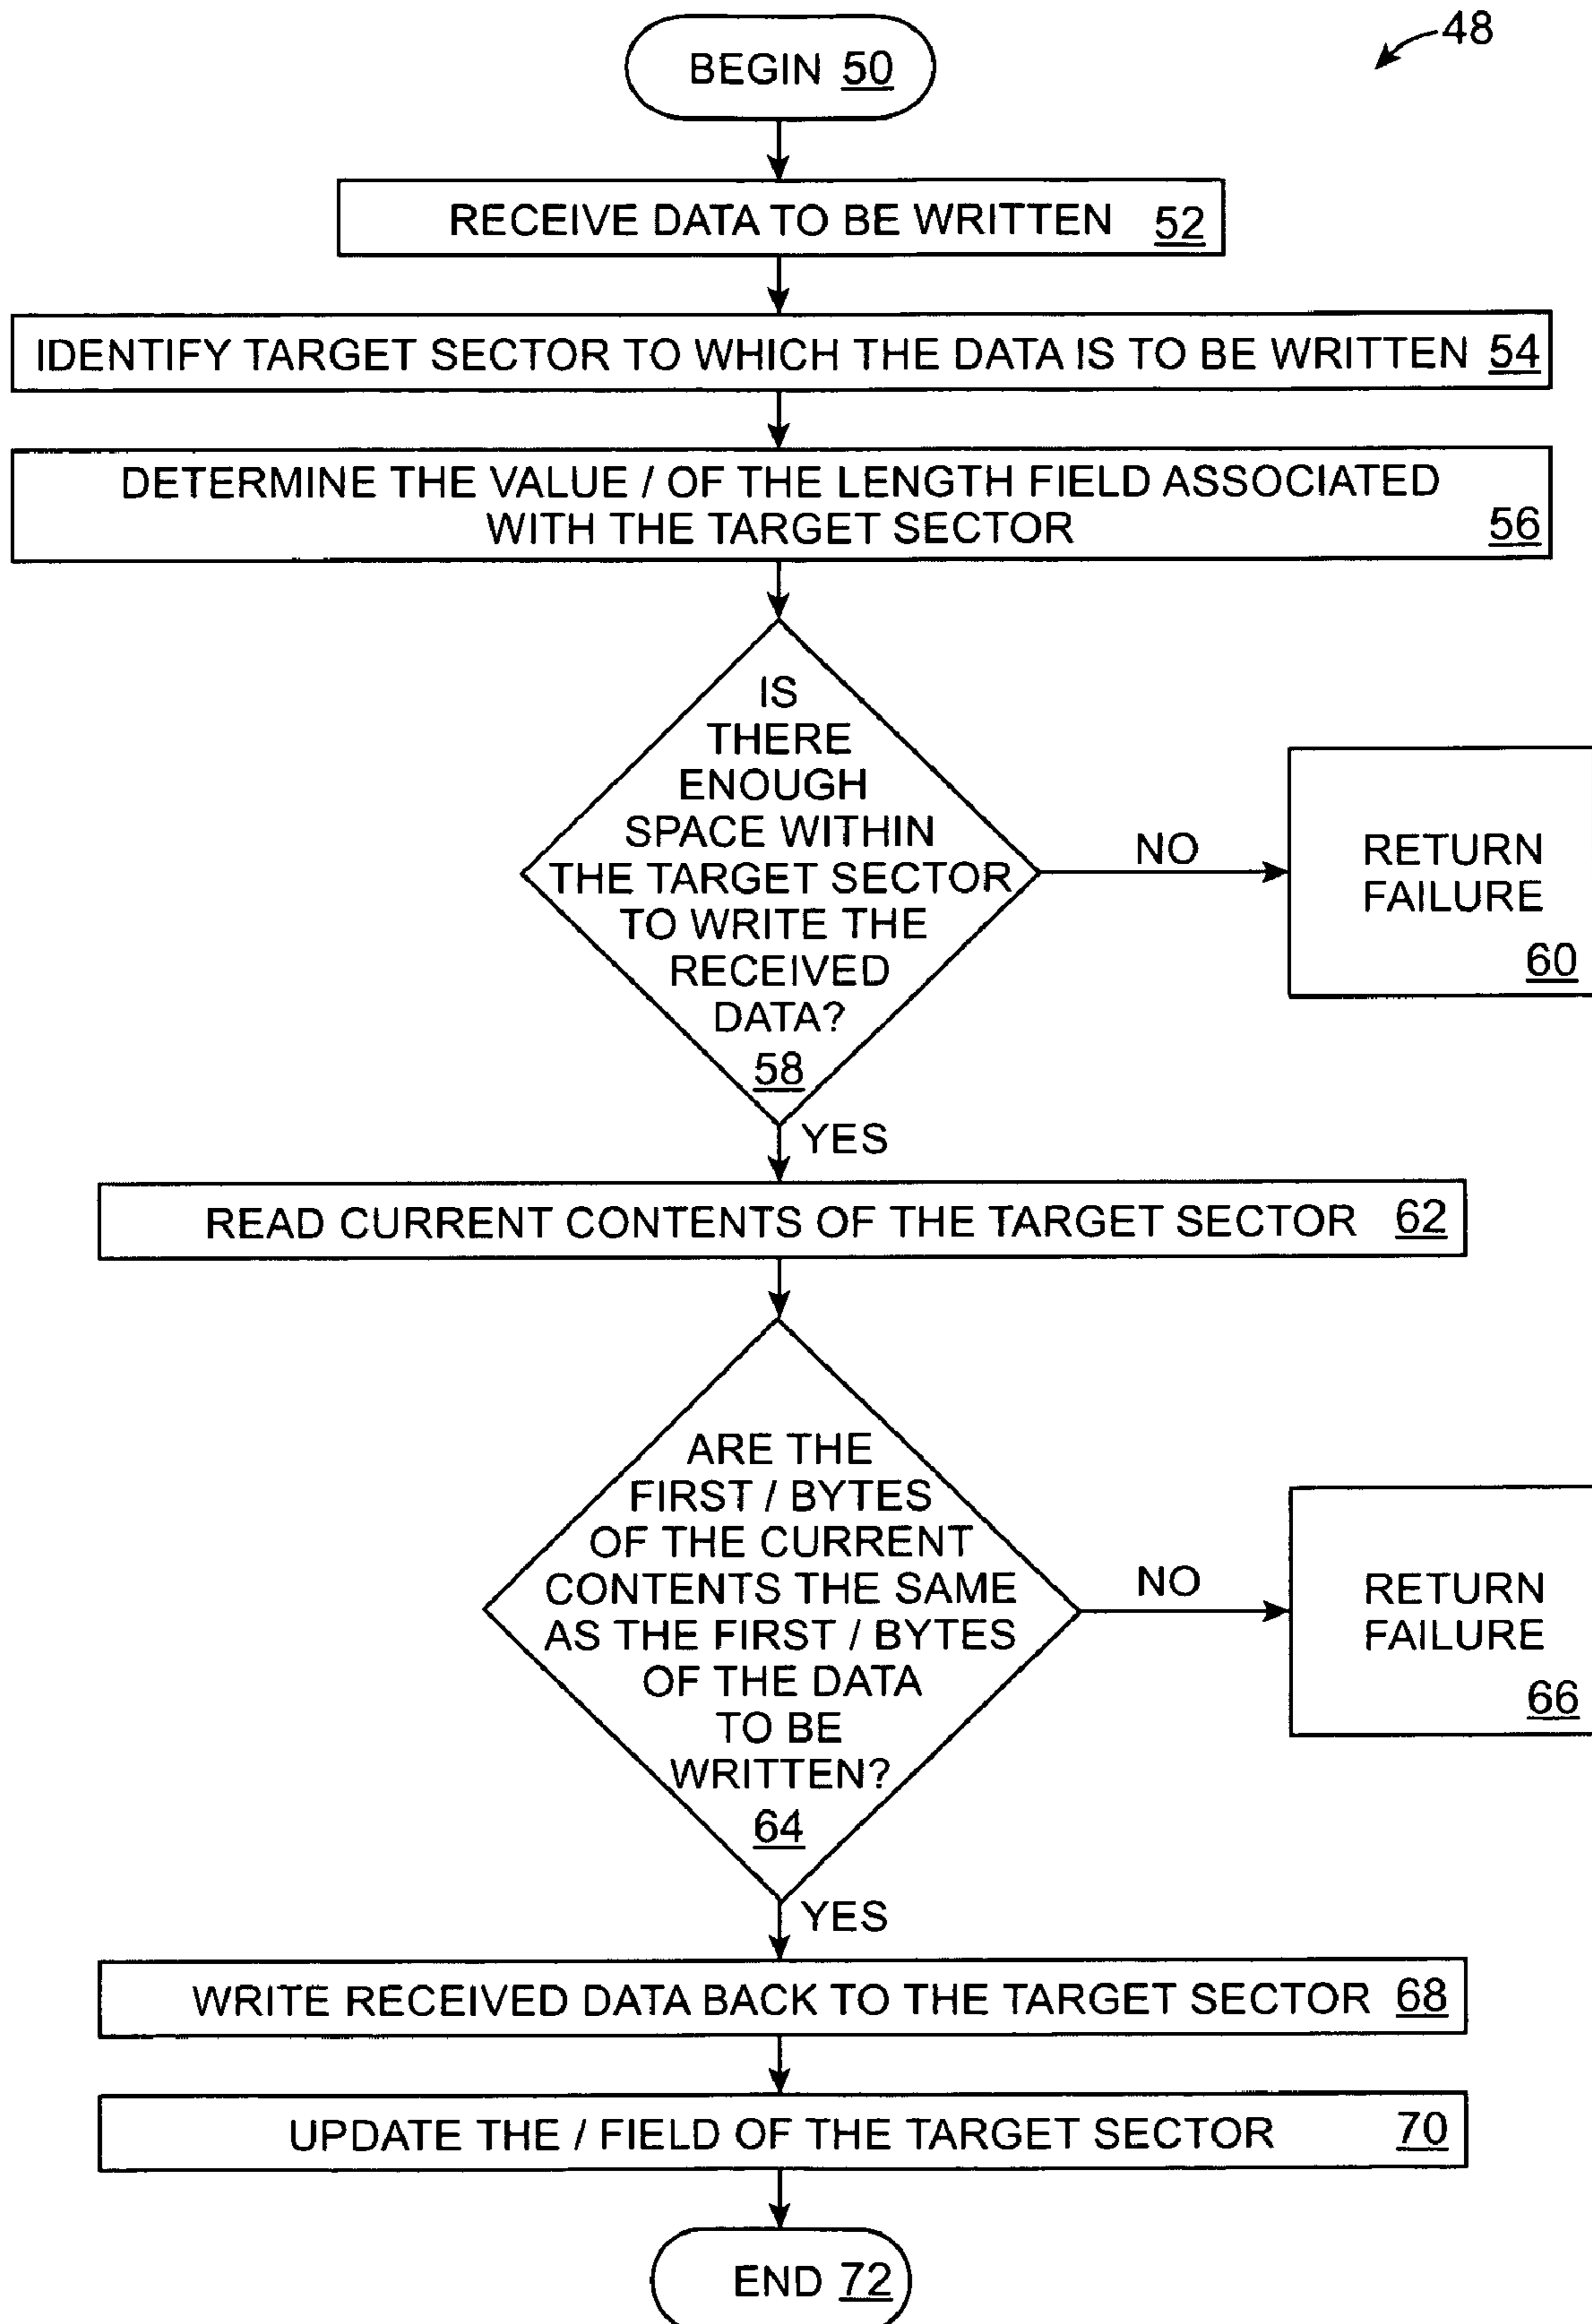 48
BEGIN 50
RECEIVE DATA TO BE WRITTEN 52
IDENTIFY TARGET SECTOR TO WHICH THE DATA IS TO BE WRITTEN 54
DETERMINE THE VALUE l OF THE LENGTH FIELD ASSOCIATED
WITH THE TARGET SECTOR 56
IS
THERE
ENOUGH
SPACE WITHIN
THE TARGET SECTOR
TO WRITE THE
RECEIVED
DATA?
58
NO
RETURN
FAILURE
60
YES
READ CURRENT CONTENTS OF THE TARGET SECTOR 62
ARE THE
FIRST l BYTES
OF THE CURRENT
CONTENTS THE SAME
AS THE FIRST l BYTES
OF THE DATA
TO BE
WRITTEN?
64
NO
RETURN
FAILURE
66
YES
WRITE RECEIVED DATA BACK TO THE TARGET SECTOR 68
UPDATE THE l FIELD OF THE TARGET SECTOR 70
END 72